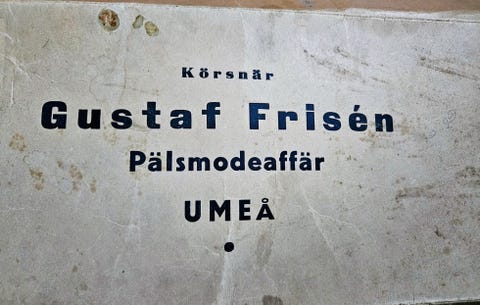 Körsnär
Gustaf Frisén
Pälsmodeaffär
UMEÅ